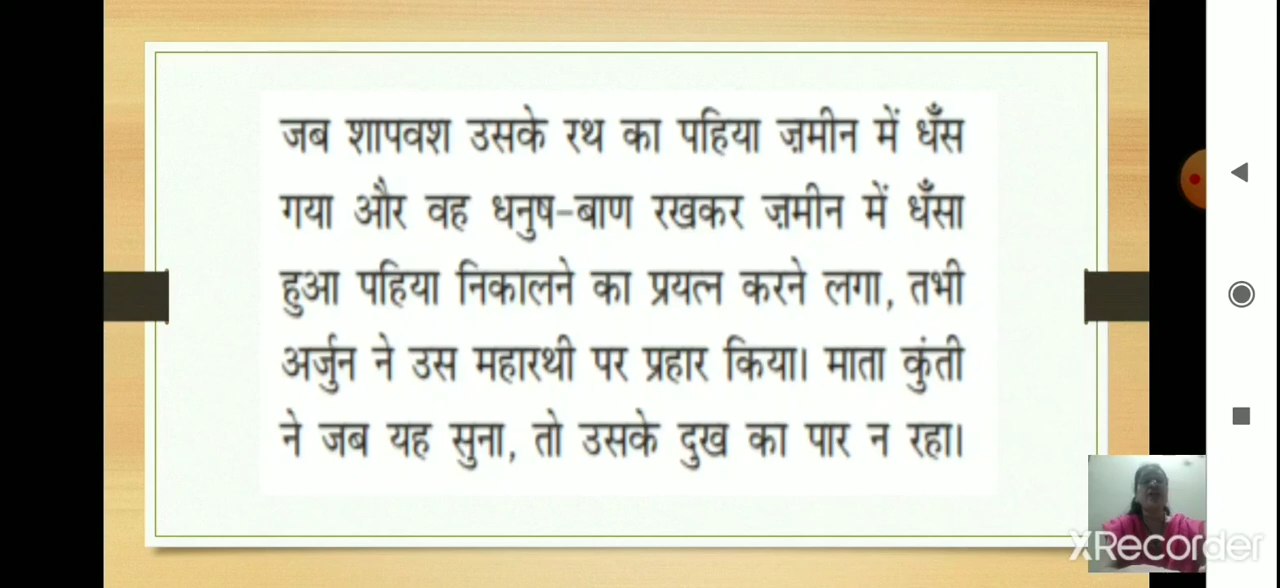 जब शापवश उसके रथ का पहिया ज़मीन में धँस
गया और वह धनुष-बाण रखकर ज़मीन में धँसा
हुआ पहिया निकालने का प्रयत्न करने लगा, तभी
अर्जुन ने उस महारथी पर प्रहार किया। माता कुंती
ने जब यह सुना, तो उसके दुख का पार न रहा।
XRecorder